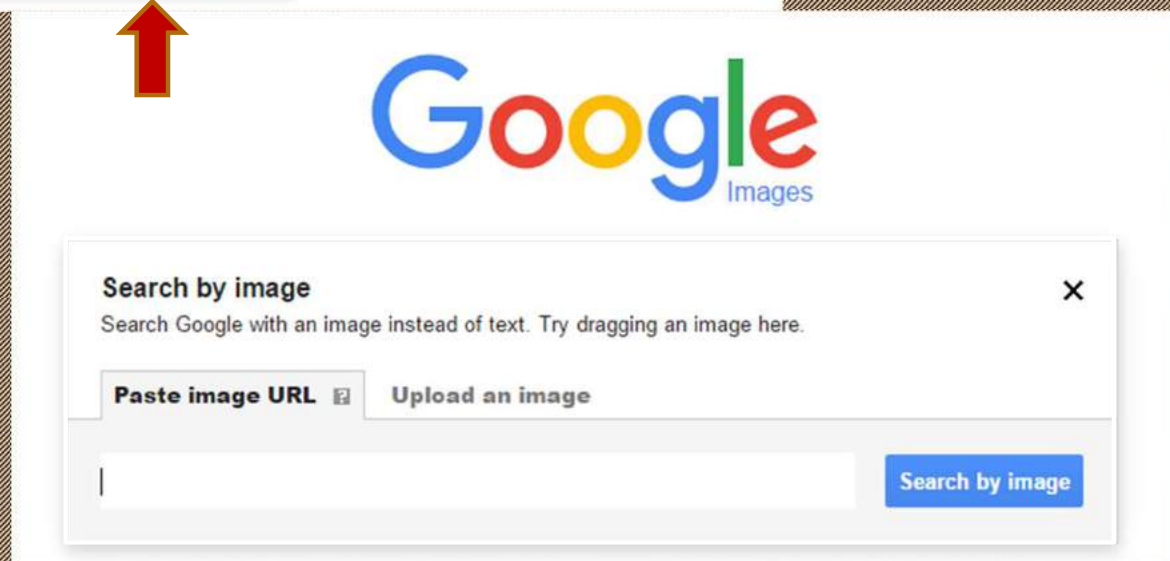 Google
Images
Search by image
Search Google with an image instead of text. Try dragging an image here.
Paste image URL ? Upload an image
Search by image